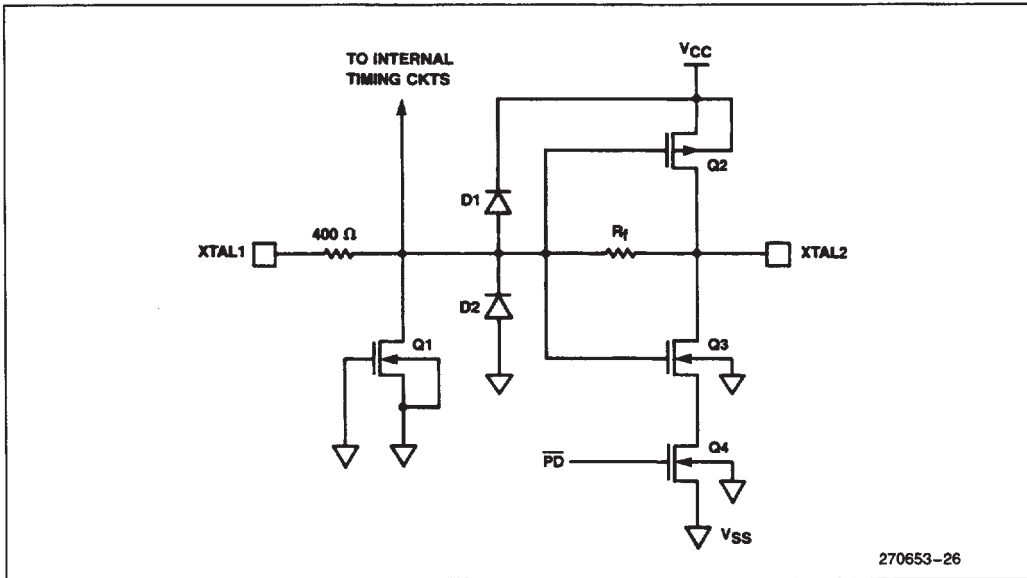 TO INTERNAL
TIMING CKTS
VCC
Q2
D1
400 Ω
Rf
XTAL1
XTAL2
D2
Q1
Q3
Q4
PD
VSS
270653-26